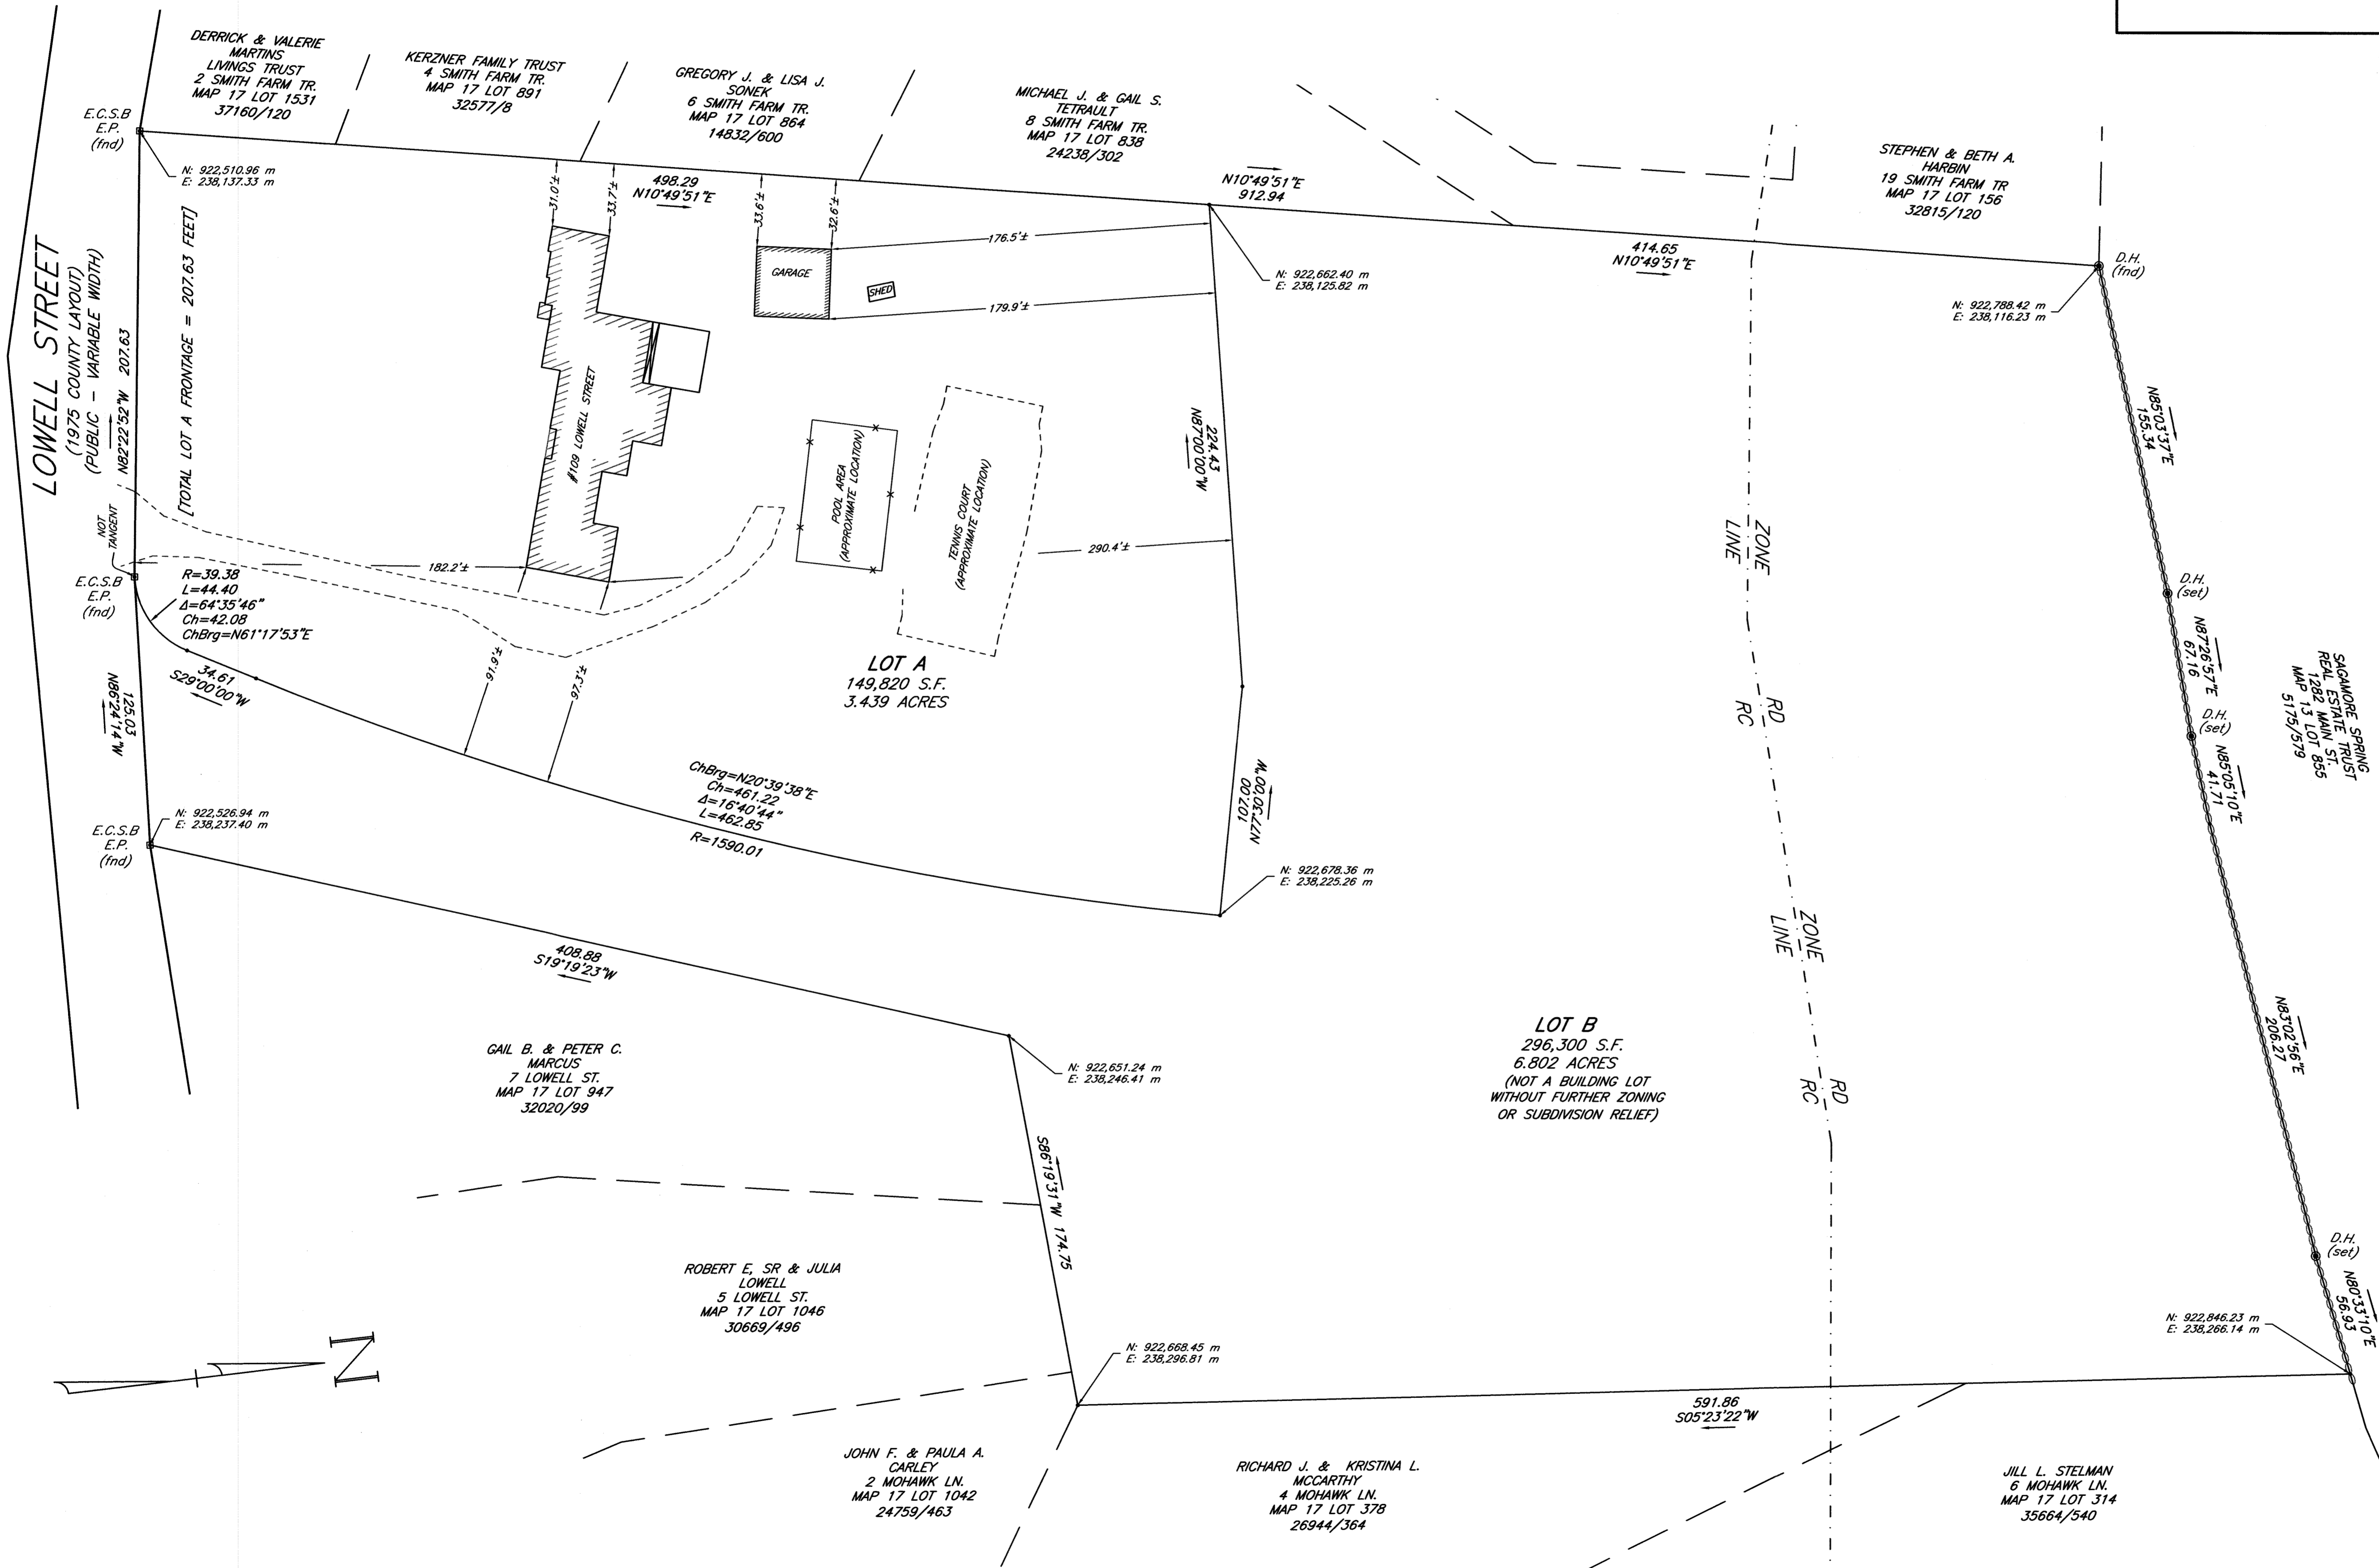 DERRICK & VALERIE
MARTINS
LIVINGS TRUST
2 SMITH FARM TR.
MAP 17 LOT 1531
37160/120
KERZNER FAMILY TRUST
4 SMITH FARM TR.
MAP 17 LOT 891
32577/8
GREGORY J. & LISA J.
SONEK
6 SMITH FARM TR.
MAP 17 LOT 864
14832/600
MICHAEL J. & GAIL S.
TETRAULT
8 SMITH FARM TR.
MAP 17 LOT 838
24238/302
STEPHEN & BETH A.
HARBIN
19 SMITH FARM TR
MAP 17 LOT 156
32815/120
E.C.S.B
E.P.
(fnd)
N: 922,510.96 m
E: 238,137.33 m
498.29
N10°49'51"E
N10°49'51"E
912.94
414.65
N10°49'51"E
D.H.
(fnd)
N: 922,662.40 m
E: 238,125.82 m
N: 922,788.42 m
E: 238,116.23 m
31.0'±
33.7'±
33.6'±
32.6'±
176.5'±
179.9'±
GARAGE
SHED
LOWELL STREET
(1975 COUNTY LAYOUT)
(PUBLIC - VARIABLE WIDTH)
N82°22'52"W 207.63
[TOTAL LOT A FRONTAGE = 207.63 FEET]
#109 LOWELL STREET
POOL AREA
(APPROXIMATE LOCATION)
TENNIS COURT
(APPROXIMATE LOCATION)
224.43
N87°00'00"W
290.4'±
182.2'±
NOT
TANGENT
E.C.S.B
E.P.
(fnd)
R=39.38
L=44.40
Δ=64°35'46"
Ch=42.08
ChBrg=N61°17'53"E
34.61
S29°00'00"W
125.03
N86°24'14"W
91.9'±
97.3'±
LOT A
149,820 S.F.
3.439 ACRES
ChBrg=N20°39'38"E
Ch=461.22
Δ=16°40'44"
L=462.85
R=1590.01
N77°30'00"W
107.00
N: 922,678.36 m
E: 238,225.26 m
E.C.S.B
E.P.
(fnd)
N: 922,526.94 m
E: 238,237.40 m
408.88
S19°19'23"W
ZONE
LINE
RD
RC
ZONE
LINE
RD
RC
N85°03'37"E
155.34
D.H.
(set)
N87°26'57"E
67.16
D.H.
(set)
N85°05'10"E
41.71
SAGAMORE SPRING
REAL ESTATE TRUST
1282 MAIN ST.
MAP 13 LOT 855
5175/579
N83°02'56"E
206.27
D.H.
(set)
N80°33'10"E
56.93
LOT B
296,300 S.F.
6.802 ACRES
(NOT A BUILDING LOT
WITHOUT FURTHER ZONING
OR SUBDIVISION RELIEF)
GAIL B. & PETER C.
MARCUS
7 LOWELL ST.
MAP 17 LOT 947
32020/99
N: 922,651.24 m
E: 238,246.41 m
S86°19'31"W 174.75
ROBERT E, SR & JULIA
LOWELL
5 LOWELL ST.
MAP 17 LOT 1046
30669/496
N: 922,668.45 m
E: 238,296.81 m
N: 922,846.23 m
E: 238,266.14 m
591.86
S05°23'22"W
N
JOHN F. & PAULA A.
CARLEY
2 MOHAWK LN.
MAP 17 LOT 1042
24759/463
RICHARD J. & KRISTINA L.
MCCARTHY
4 MOHAWK LN.
MAP 17 LOT 378
26944/364
JILL L. STELMAN
6 MOHAWK LN.
MAP 17 LOT 314
35664/540